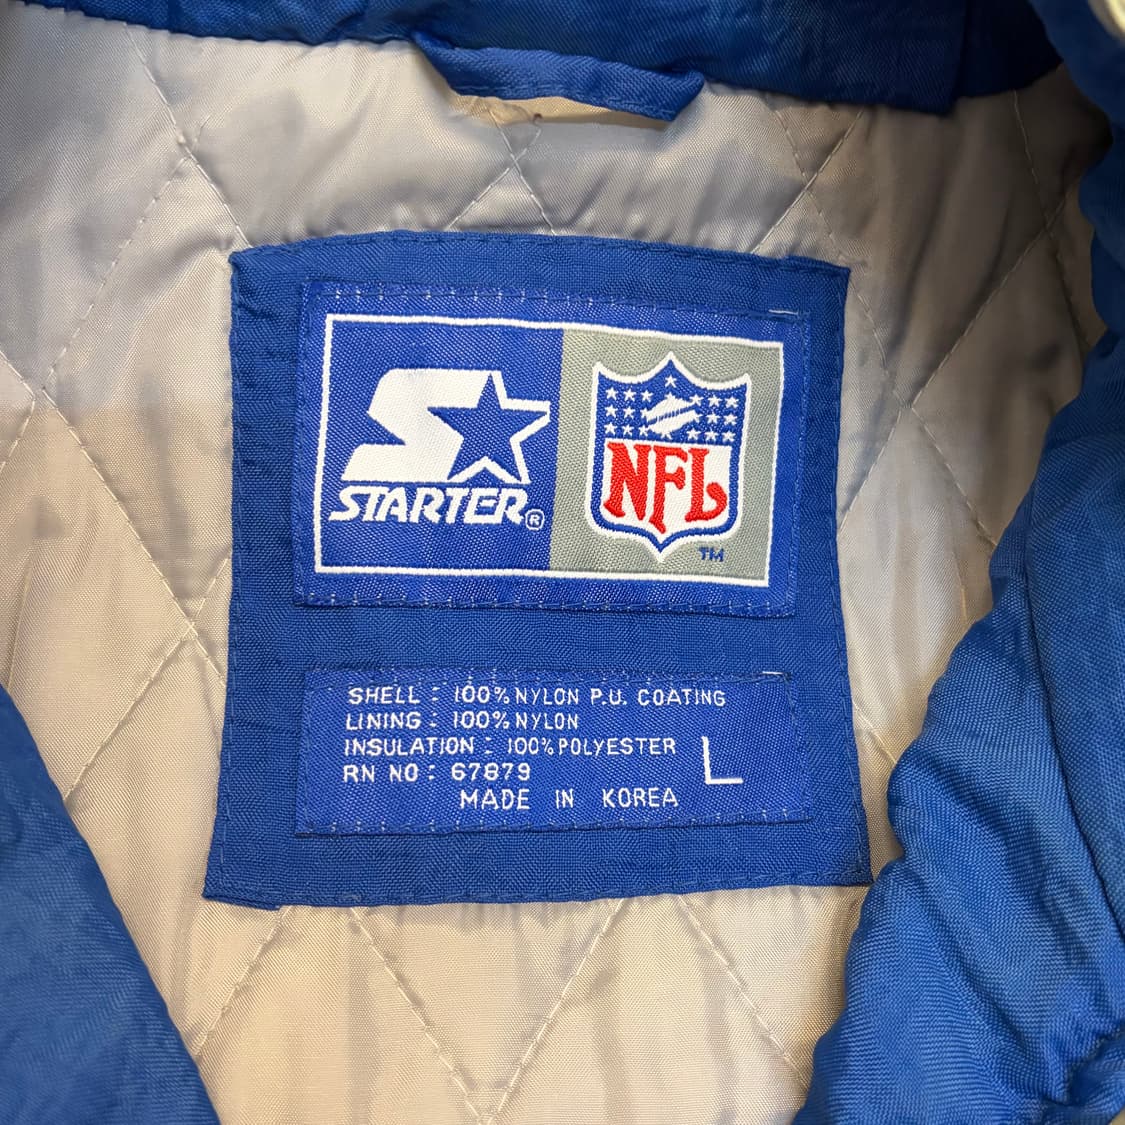 STARTER®
NFL
TM
SHELL : 100% NYLON P.U. COATING
LINING : 100% NYLON
INSULATION : 100% POLYESTER
RN NO : 67879
MADE IN KOREA
L